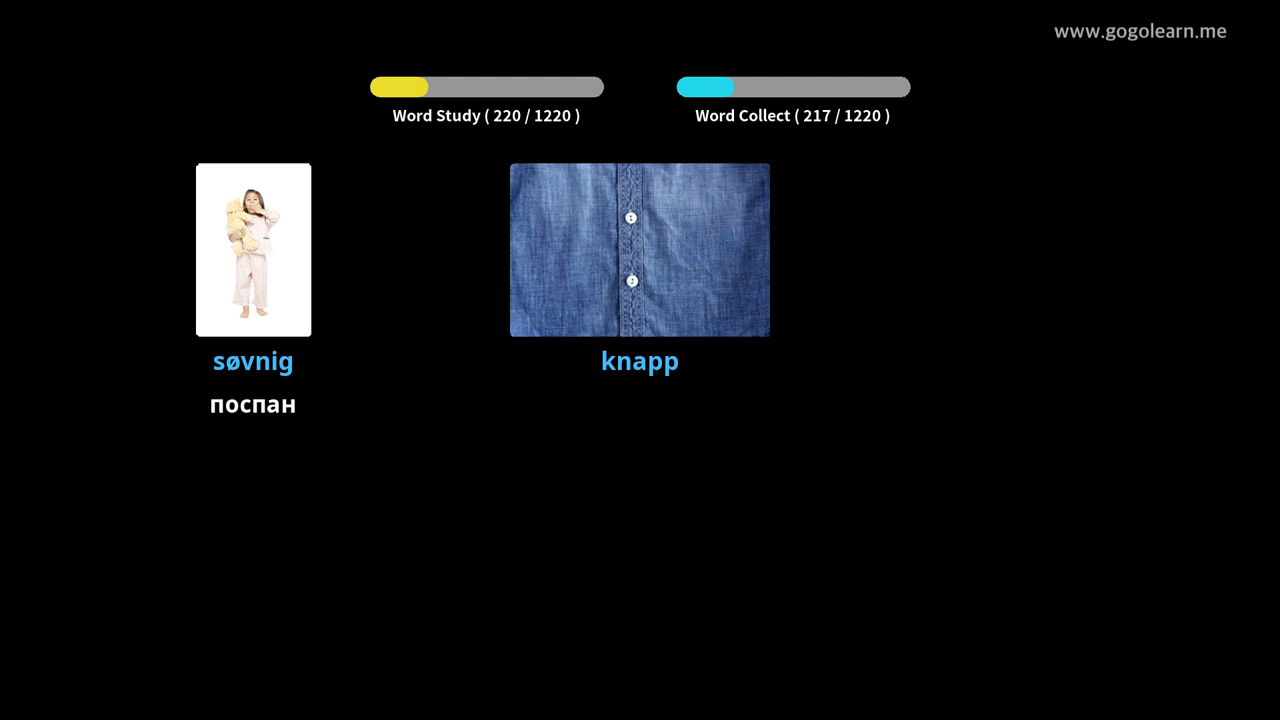 www.gogolearn.me
Word Study ( 220 / 1220 )
Word Collect ( 217 / 1220 )
søvnig
knapp
поспан